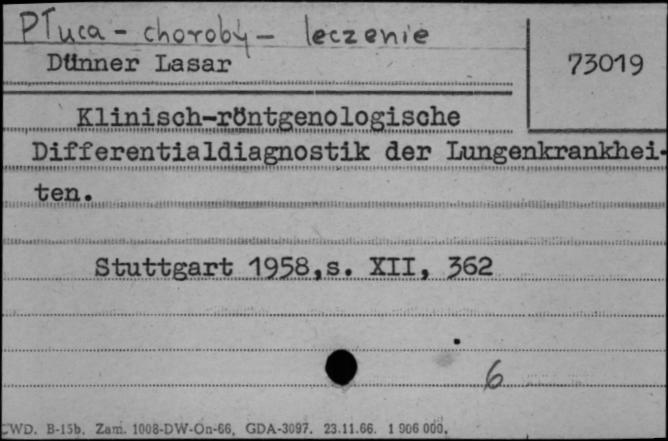 Płuca - choroby - leczenie
Dünner Lasar
73019
Klinisch-röntgenologische
Differentialdiagnostik der Lungenkrankhei-
ten.
Stuttgart 1958,s. XII, 362
6
CWD. B-15b. Zam. 1008-DW-On-66, GDA-3097. 23.11.66. 1 906 000.